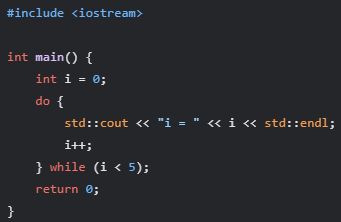 #include <iostream>

int main() {
    int i = 0;
    do {
        std::cout << "i = " << i << std::endl;
        i++;
    } while (i < 5);
    return 0;
}